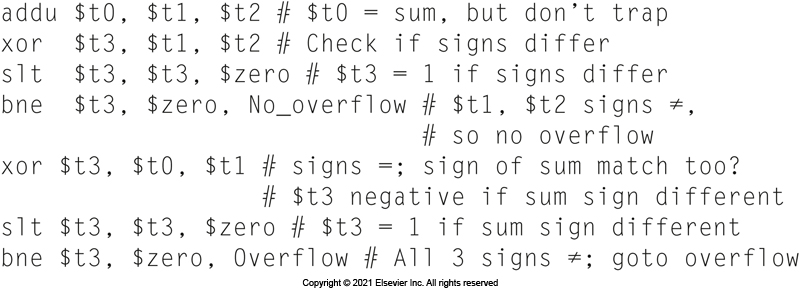 addu $t0, $t1, $t2 # $t0 = sum, but don't trap
xor $t3, $t1, $t2 # Check if signs differ
slt $t3, $t3, $zero # $t3 = 1 if signs differ
bne $t3, $zero, No_overflow # $t1, $t2 signs ≠,
# so no overflow
xor $t3, $t0, $t1 # signs =; sign of sum match too?
# $t3 negative if sum sign different
slt $t3, $t3, $zero # $t3 = 1 if sum sign different
bne $t3, $zero, Overflow # All 3 signs ≠; goto overflow
Copyright © 2021 Elsevier Inc. All rights reserved